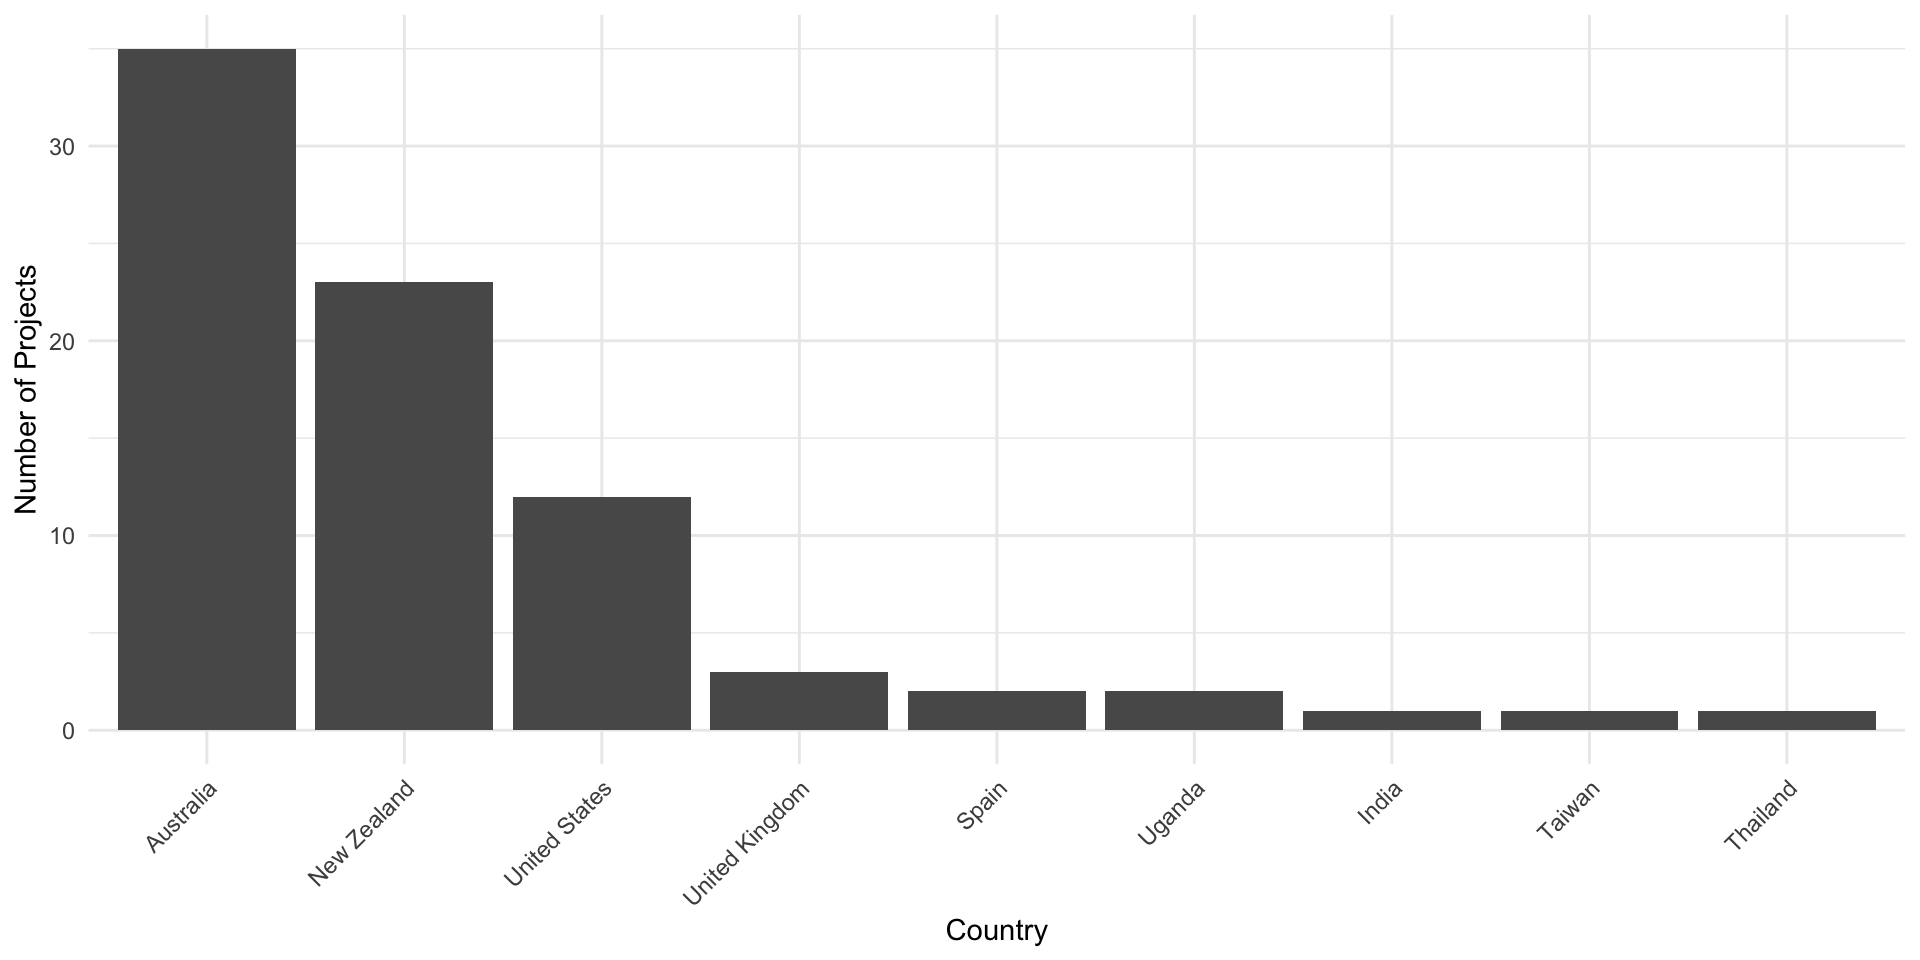 Number of Projects
30
20
10
0
Australia
New Zealand
United States
United Kingdom
Spain
Uganda
India
Taiwan
Thailand
Country